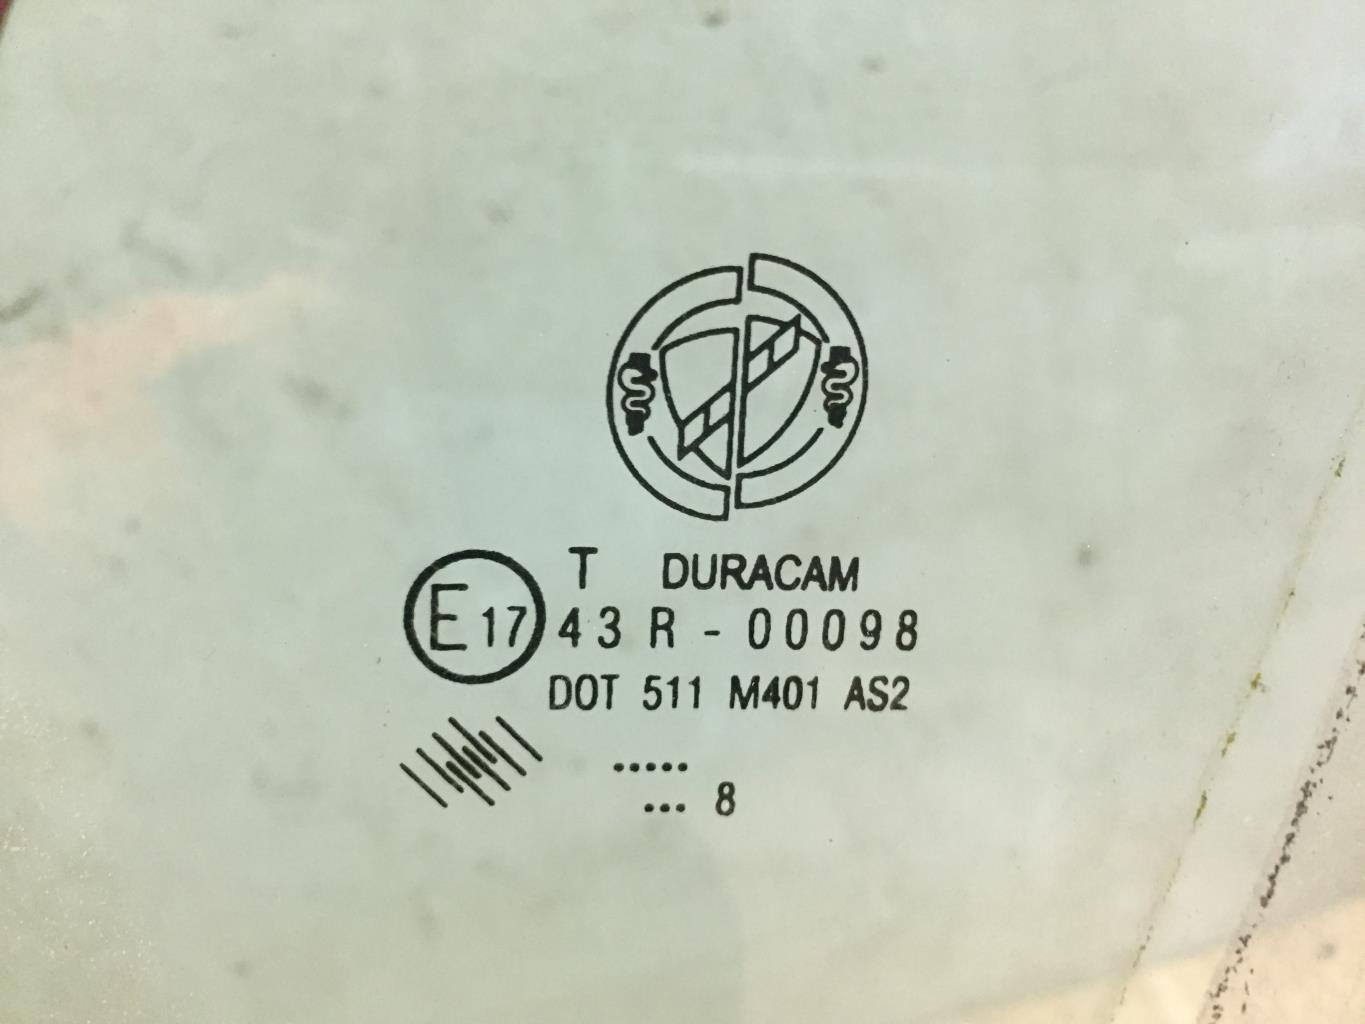 T DURACAM
E17 43 R - 00098
DOT 511 M401 AS2
.....
... 8